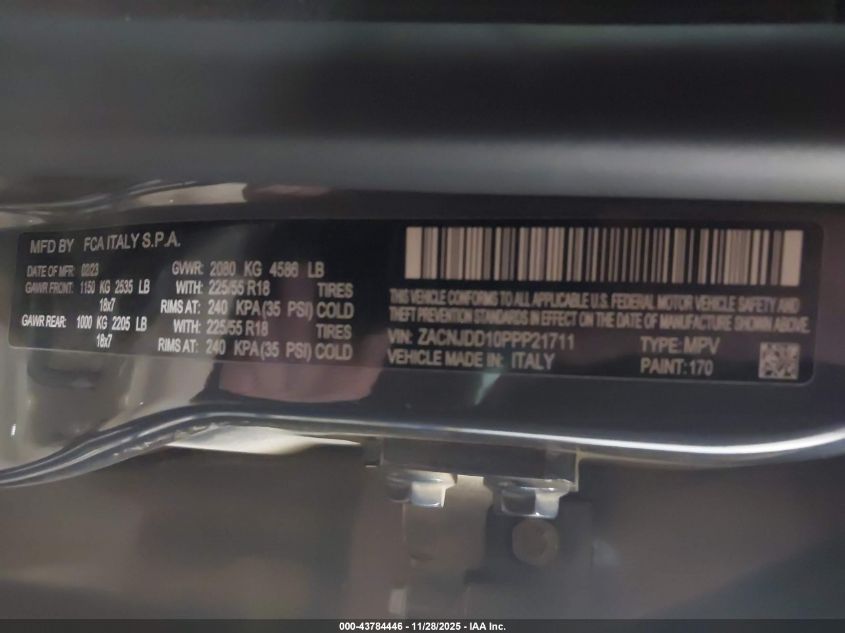 MFD BY FCA ITALY S.P.A.
DATE OF MFR: 02/23 GVWR: 2080 KG 4586 LB
GAWR FRONT: 1150 KG 2535 LB WITH: 225/55 R18 TIRES
18x7 RIMS AT: 240 KPA(35 PSI) COLD
GAWR REAR: 1000 KG 2205 LB WITH: 225/55 R18 TIRES
18x7 RIMS AT: 240 KPA(35 PSI) COLD
THIS VEHICLE CONFORMS TO ALL APPLICABLE U.S. FEDERAL MOTOR VEHICLE SAFETY AND
THEFT PREVENTION STANDARDS IN EFFECT ON THE DATE OF MANUFACTURE SHOWN ABOVE.
VIN: ZACNJDD10PPP21711 TYPE: MPV
VEHICLE MADE IN: ITALY PAINT: 170
000-43784446 - 11/28/2025 - IAA Inc.